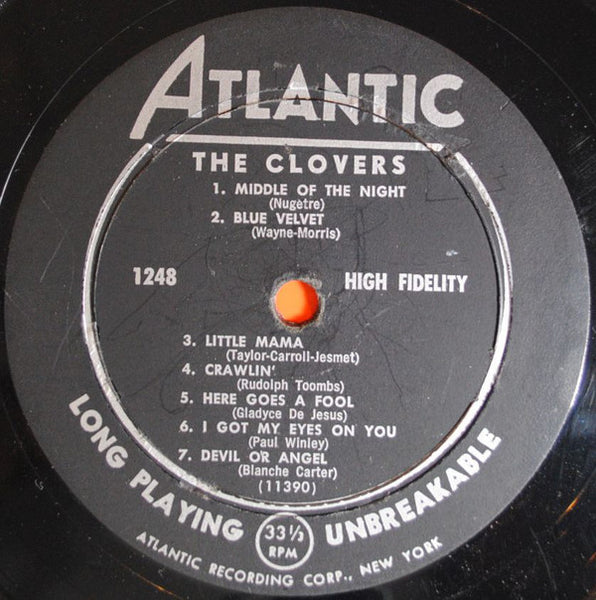 ATLANTIC
THE CLOVERS
1. MIDDLE OF THE NIGHT
(Nugetre)
2. BLUE VELVET
(Wayne-Morris)
1248
HIGH FIDELITY
3. LITTLE MAMA
(Taylor-Carroll-Jesmet)
4. CRAWLIN'
(Rudolph Toombs)
5. HERE GOES A FOOL
(Gladyce De Jesus)
6. I GOT MY EYES ON YOU
(Paul Winley)
7. DEVIL OR ANGEL
(Blanche Carter)
(11390)
LONG PLAYING
33⅓
RPM
UNBREAKABLE
ATLANTIC RECORDING CORP., NEW YORK